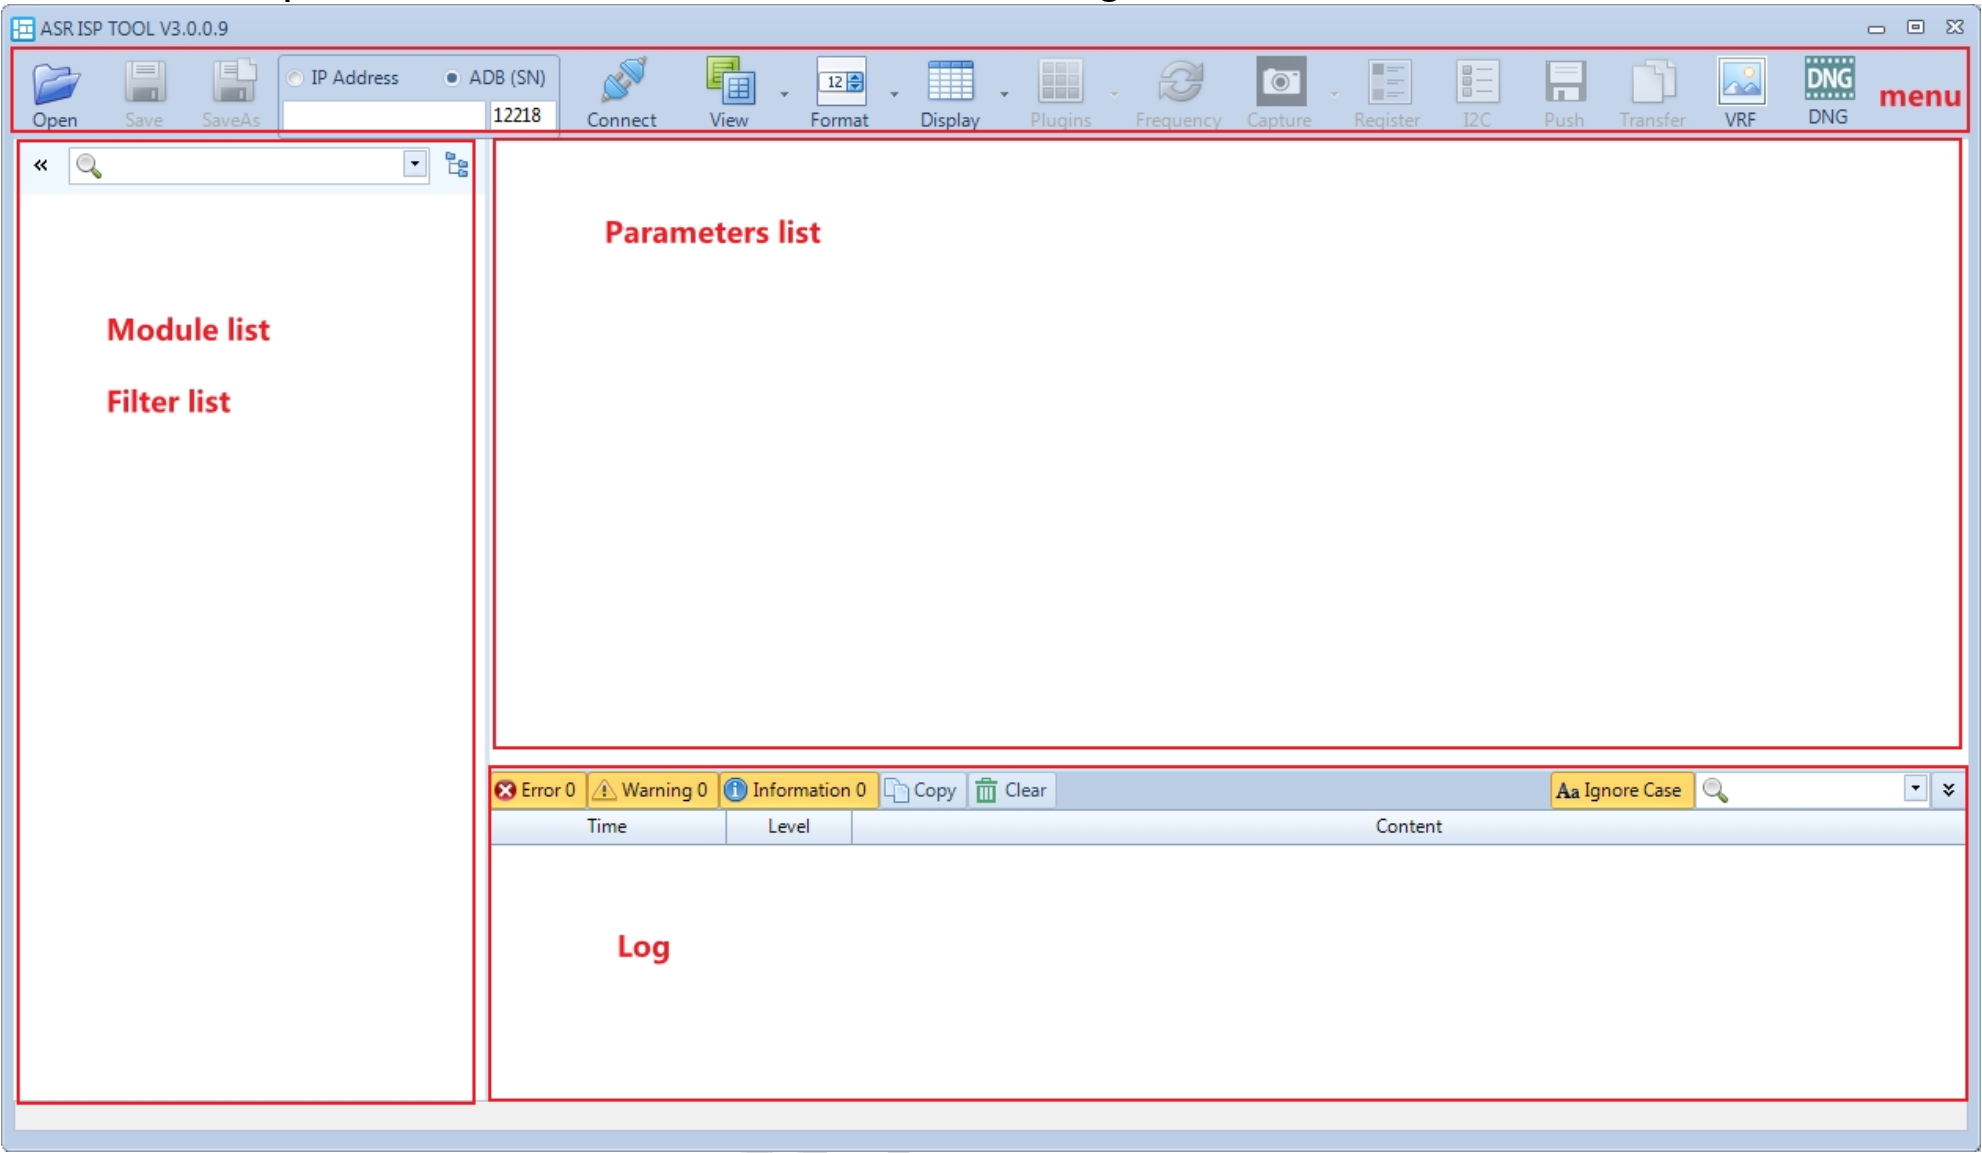 ASR ISP TOOL V3.0.0.9
IP Address ADB (SN)
12218
Open Save SaveAs Connect View Format Display Plugins Frequency Capture Register I2C Push Transfer VRF DNG
12
DNG
menu
Parameters list
Module list
Filter list
Error 0 Warning 0 Information 0 Copy Clear Aa Ignore Case
Time Level Content
Log